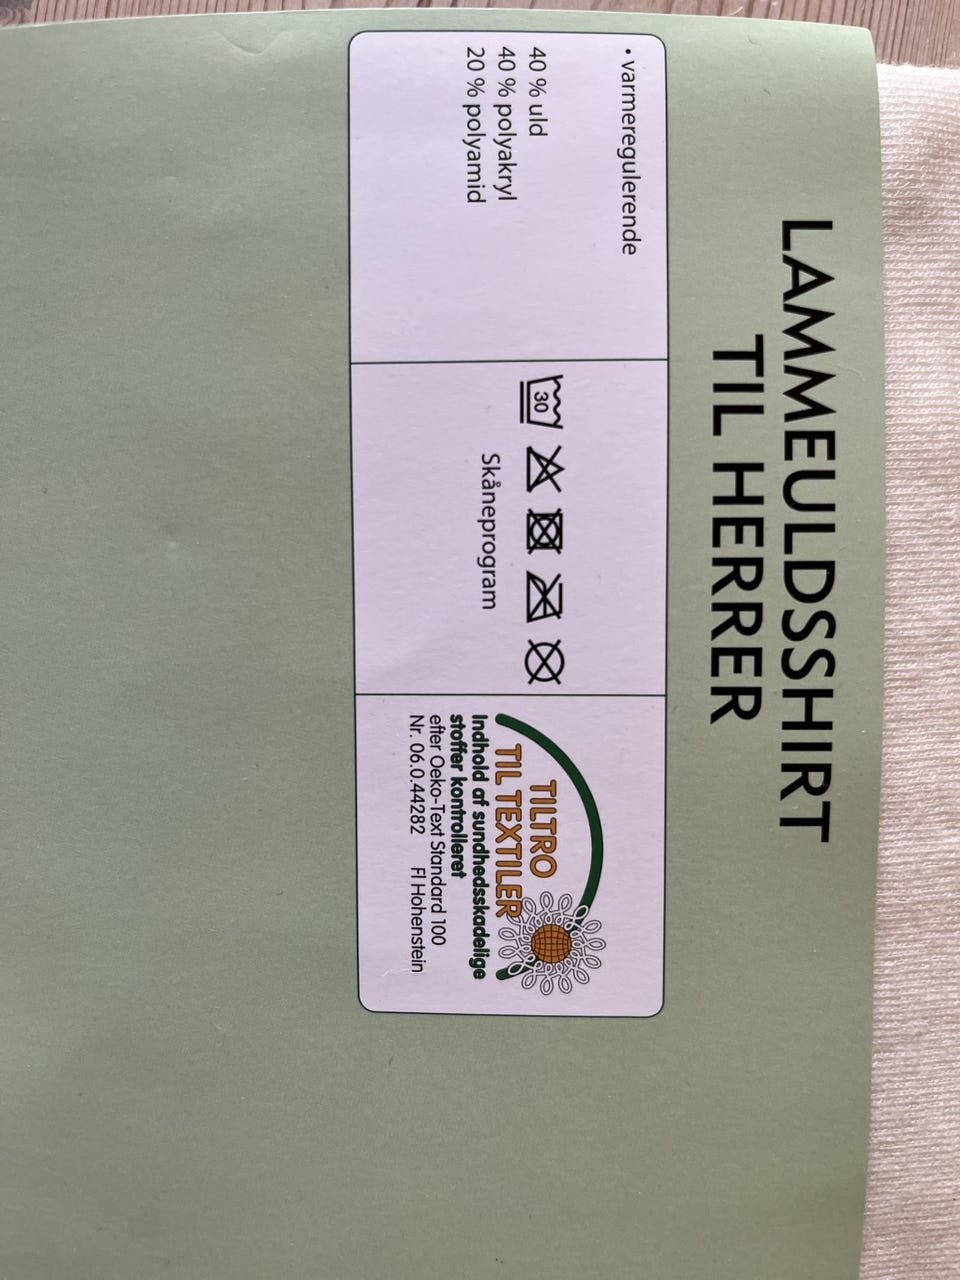 LAMMEULDSSHIRT
TIL HERRER
• varmeregulerende
40 % uld
40 % polyakryl
20 % polyamid
30
Skåneprogram
TILTRO
TIL TEXTILER
Indhold af sundhedsskadelige
stoffer kontrolleret
efter Oeko-Text Standard 100
Nr. 06.0.44282 FI Hohenstein